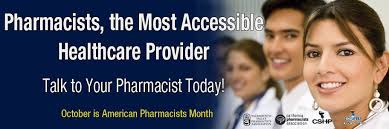 Pharmacists, the Most Accessible
Healthcare Provider
Talk to Your Pharmacist Today!
October is American Pharmacists Month
CSHP